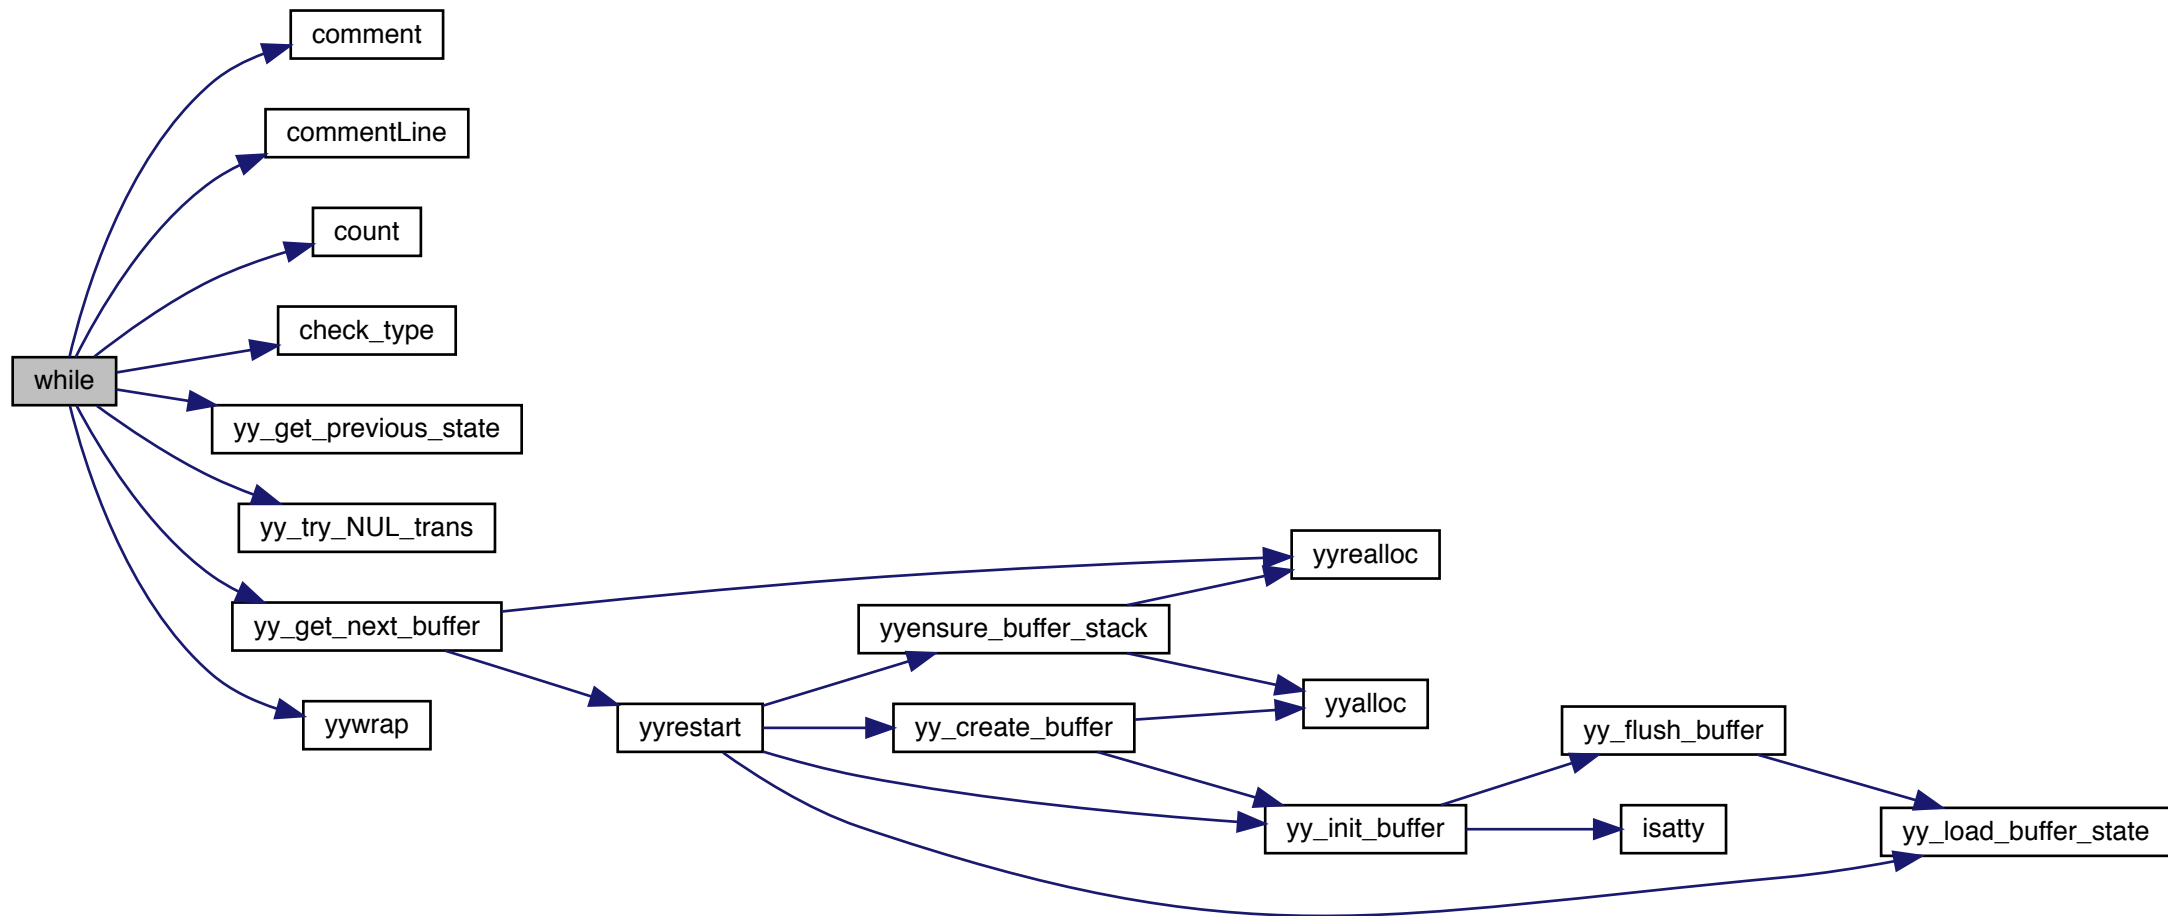 comment
commentLine
count
check_type
while
yy_get_previous_state
yy_try_NUL_trans
yyrealloc
yy_get_next_buffer
yyensure_buffer_stack
yyalloc
yywrap
yyrestart
yy_create_buffer
yy_flush_buffer
yy_init_buffer
isatty
yy_load_buffer_state